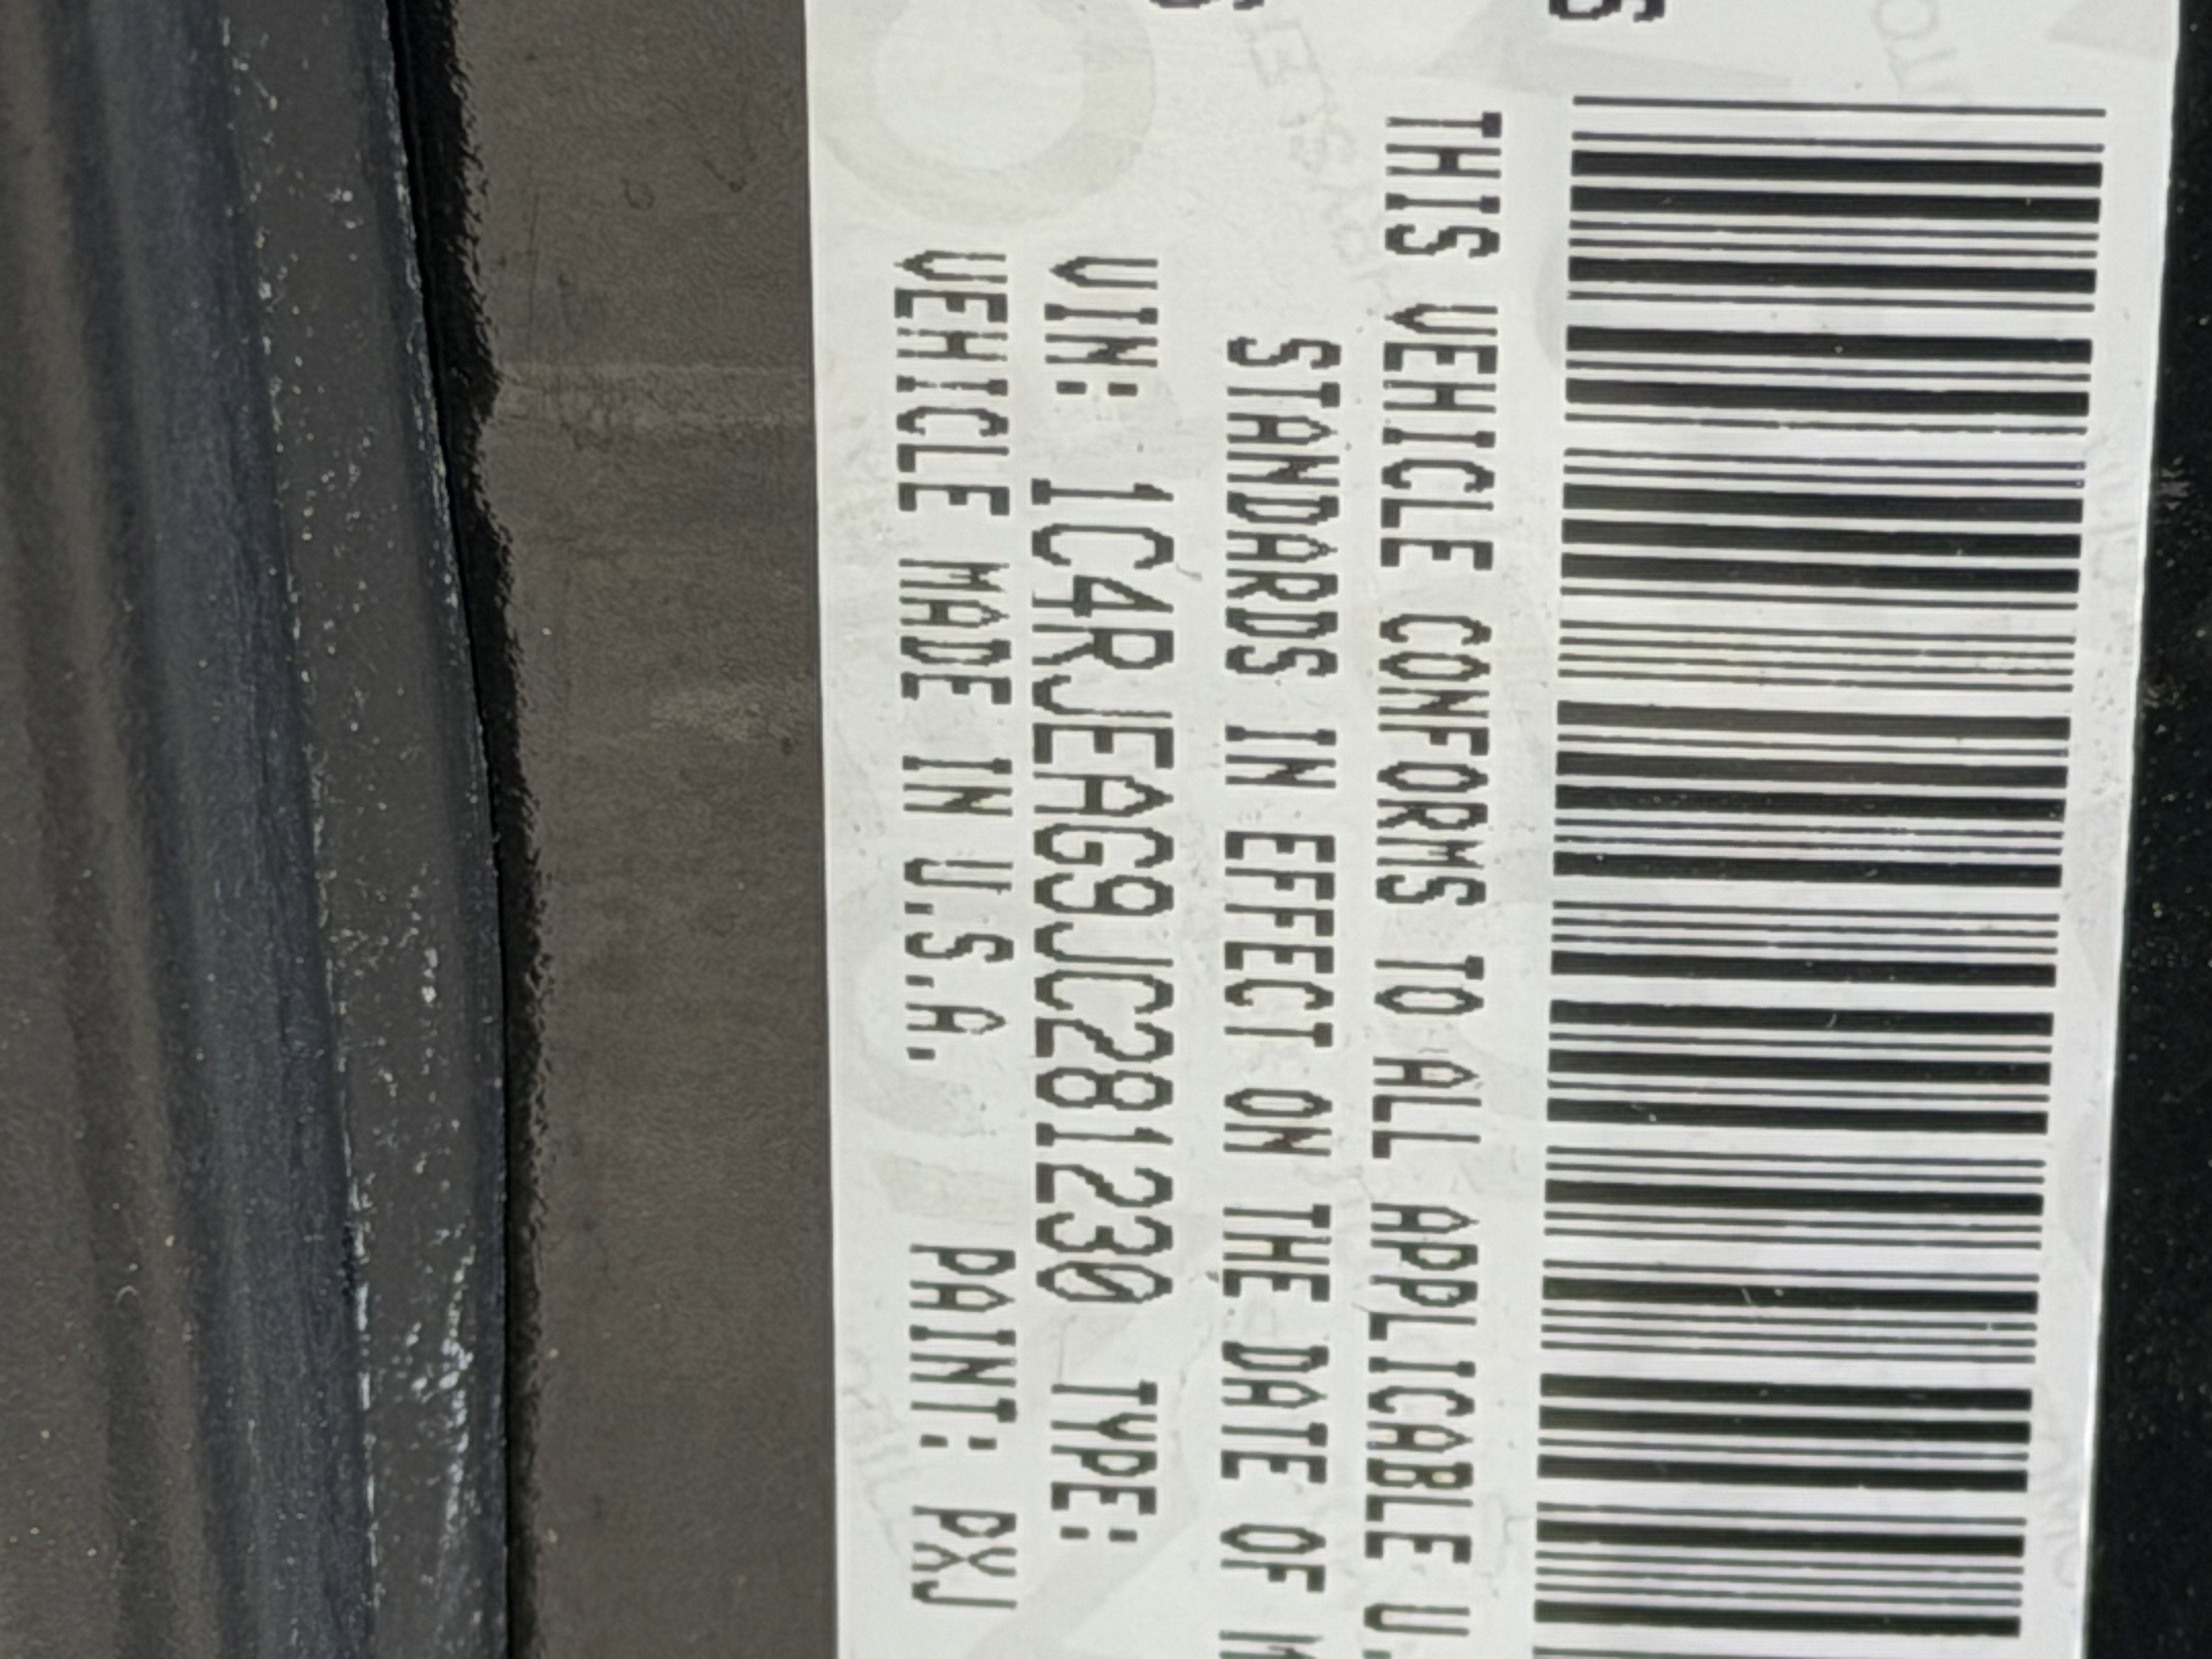 THIS VEHICLE CONFORMS TO ALL APPLICABLE U.
STANDARDS IN EFFECT ON THE DATE OF M
VIN: 1C4RJEAG9JC281230 TYPE:
VEHICLE MADE IN U.S.A. PAINT: PXJ